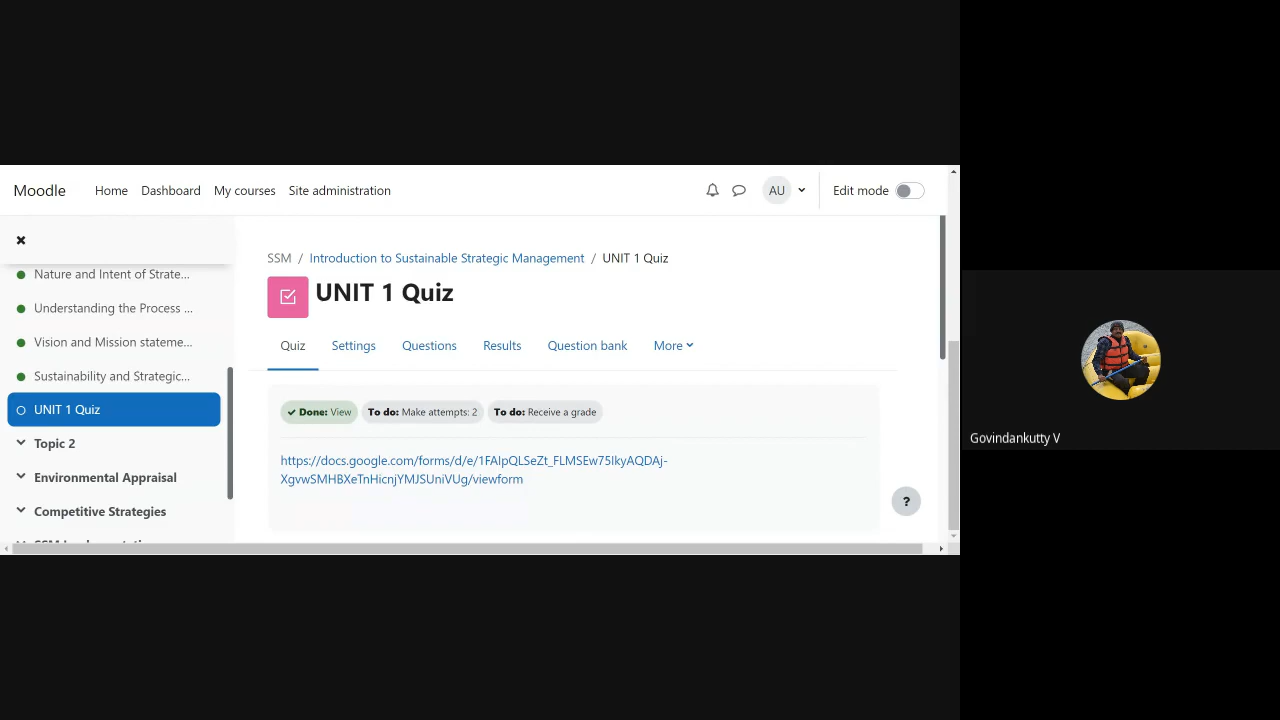 Moodle Home Dashboard My courses Site administration AU Edit mode
SSM / Introduction to Sustainable Strategic Management / UNIT 1 Quiz
UNIT 1 Quiz
Quiz Settings Questions Results Question bank More
Done: View To do: Make attempts: 2 To do: Receive a grade
https://docs.google.com/forms/d/e/1FAIpQLSeZt_FLMSEw75IkyAQDAj-
XgvwSMHBXeTnHicnjYMJSUniVUg/viewform
?
Nature and Intent of Strate...
Understanding the Process ...
Vision and Mission stateme...
Sustainability and Strategic...
UNIT 1 Quiz
Topic 2
Environmental Appraisal
Competitive Strategies
Govindankutty V